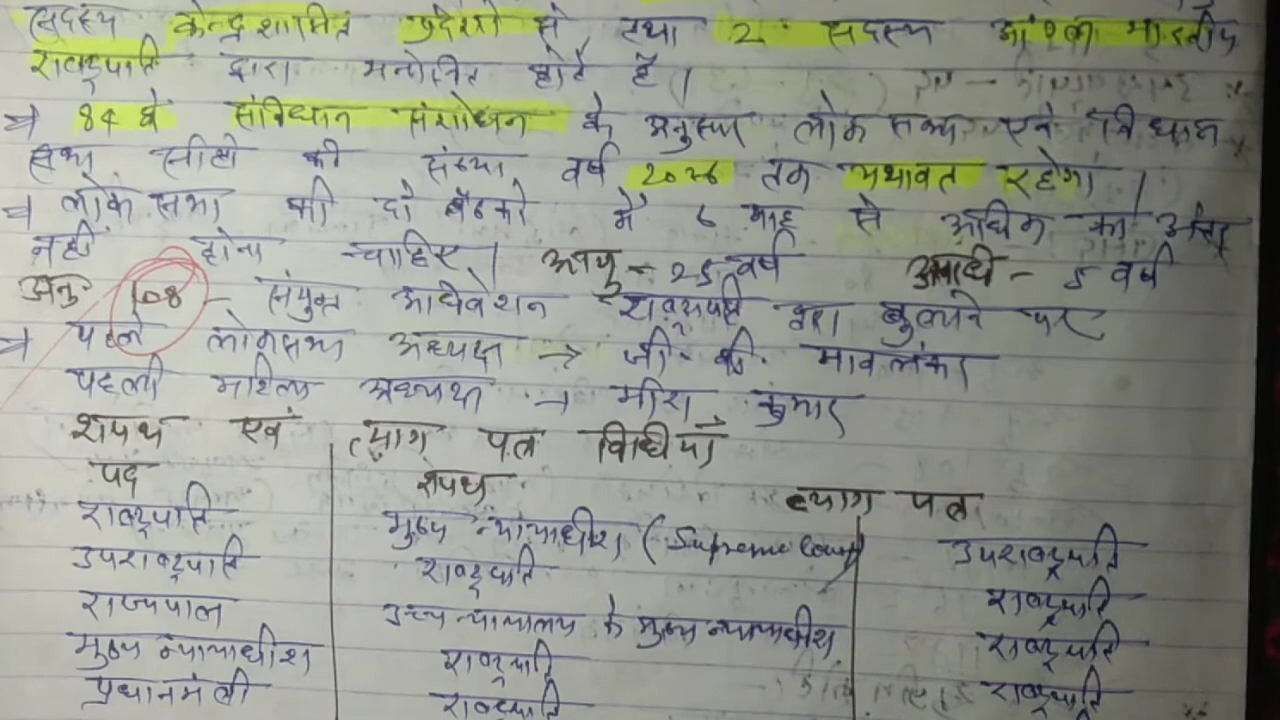 सदस्य केन्द्रशासित प्रदेशों से तथा 2 सदस्य आंग्ल भारतीय
राष्ट्रपति द्वारा मनोनित होते हैं।
→ 84 वे संविधान संशोधन के अनुसार लोक सभा एवं विधान
सभा सीटो की संख्या वर्ष 2026 तक यथावत रहेगा।
→ लोक सभा की दो बैठको में 6 माह से अधिक का अंतर
नहीं होना चाहिए। आयु - 25 वर्ष अवधि - 5 वर्ष
अनु 108 - संयुक्त अधिवेशन राष्ट्रपति द्वारा बुलाने पर
→ पहले लोकसभा अध्यक्ष → जी. वी. मावलंकर
पहली महिला अध्यक्ष → मीरा कुमार
शपथ एवं त्याग पत्र विधियाँ
पद शपथ त्याग पत्र
राष्ट्रपति मुख्य न्यायाधीश (Supreme Court) उपराष्ट्रपति
उपराष्ट्रपति राष्ट्रपति राष्ट्रपति
राज्यपाल उच्च न्यायालय के मुख्य न्यायाधीश राष्ट्रपति
मुख्य न्यायाधीश राष्ट्रपति राष्ट्रपति
प्रधानमंत्री राष्ट्रपति